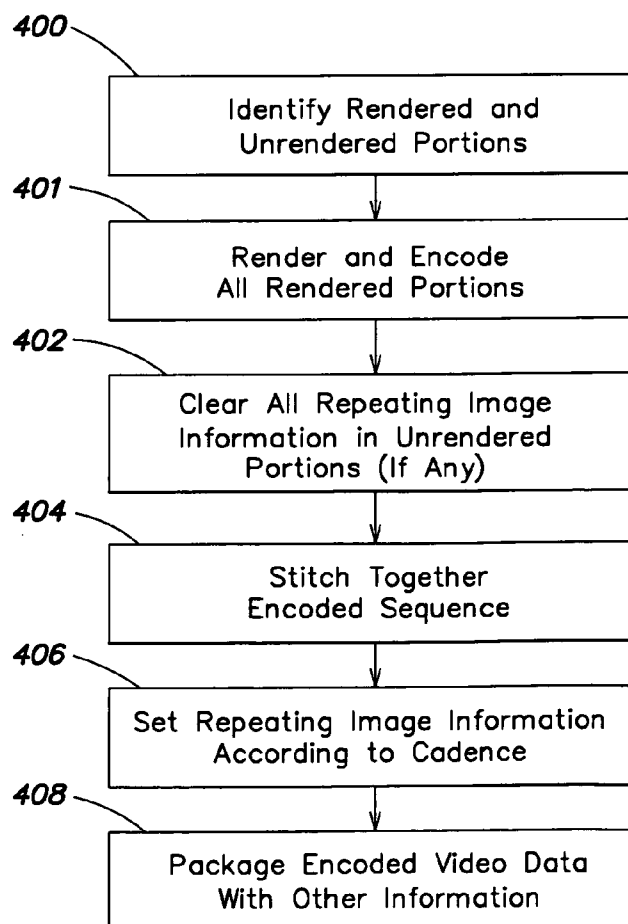 400
Identify Rendered and
Unrendered Portions
401
Render and Encode
All Rendered Portions
402
Clear All Repeating Image
Information in Unrendered
Portions (If Any)
404
Stitch Together
Encoded Sequence
406
Set Repeating Image Information
According to Cadence
408
Package Encoded Video Data
With Other Information